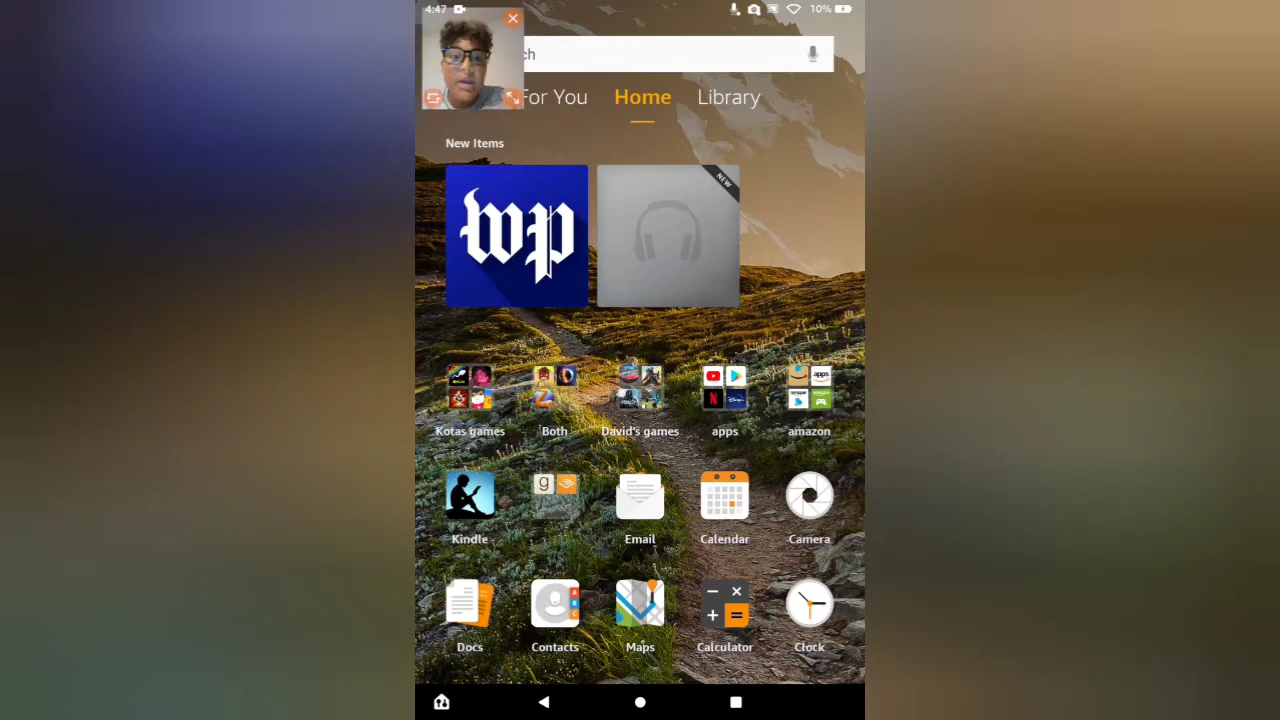 4:47 10%
ch
For You Home Library
New Items
wp NEW
Kotas games Both David's games apps amazon
Kindle Email Calendar Camera
Docs Contacts Maps Calculator Clock